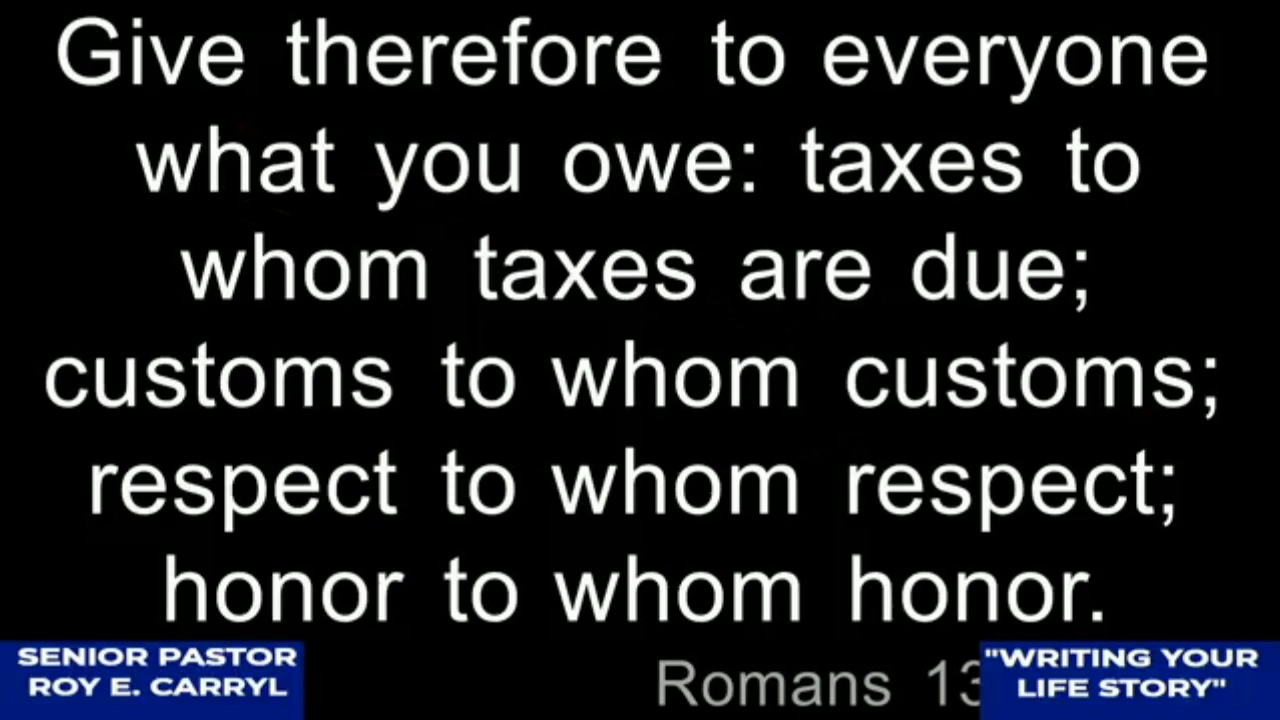 Give therefore to everyone
what you owe: taxes to
whom taxes are due;
customs to whom customs;
respect to whom respect;
honor to whom honor.
SENIOR PASTOR
ROY E. CARRYL
Romans 13
"WRITING YOUR
LIFE STORY"